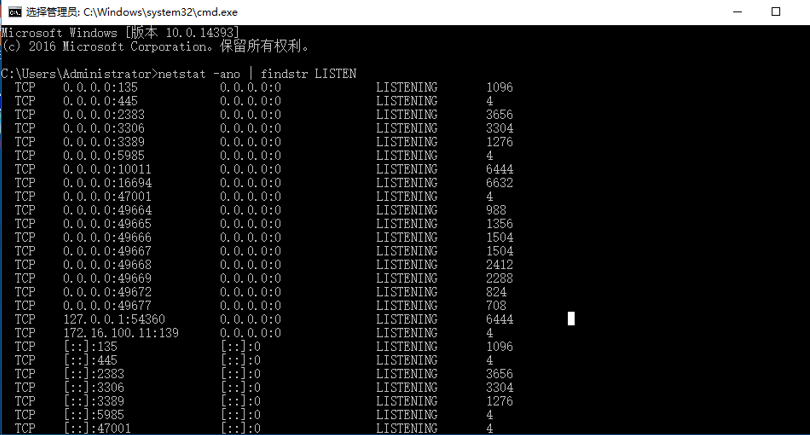 选择管理员: C:\Windows\system32\cmd.exe
Microsoft Windows [版本 10.0.14393]
(c) 2016 Microsoft Corporation。保留所有权利。
C:\Users\Administrator>netstat -ano | findstr LISTEN
TCP 0.0.0.0:135 0.0.0.0:0 LISTENING 1096
TCP 0.0.0.0:445 0.0.0.0:0 LISTENING 4
TCP 0.0.0.0:2383 0.0.0.0:0 LISTENING 3656
TCP 0.0.0.0:3306 0.0.0.0:0 LISTENING 3304
TCP 0.0.0.0:3389 0.0.0.0:0 LISTENING 1276
TCP 0.0.0.0:5985 0.0.0.0:0 LISTENING 4
TCP 0.0.0.0:10011 0.0.0.0:0 LISTENING 6444
TCP 0.0.0.0:16694 0.0.0.0:0 LISTENING 6632
TCP 0.0.0.0:47001 0.0.0.0:0 LISTENING 4
TCP 0.0.0.0:49664 0.0.0.0:0 LISTENING 988
TCP 0.0.0.0:49665 0.0.0.0:0 LISTENING 1356
TCP 0.0.0.0:49666 0.0.0.0:0 LISTENING 1504
TCP 0.0.0.0:49667 0.0.0.0:0 LISTENING 1504
TCP 0.0.0.0:49668 0.0.0.0:0 LISTENING 2412
TCP 0.0.0.0:49669 0.0.0.0:0 LISTENING 2288
TCP 0.0.0.0:49672 0.0.0.0:0 LISTENING 824
TCP 0.0.0.0:49677 0.0.0.0:0 LISTENING 708
TCP 127.0.0.1:54360 0.0.0.0:0 LISTENING 6444
TCP 172.16.100.11:139 0.0.0.0:0 LISTENING 4
TCP [::]:135 [::]:0 LISTENING 1096
TCP [::]:445 [::]:0 LISTENING 4
TCP [::]:2383 [::]:0 LISTENING 3656
TCP [::]:3306 [::]:0 LISTENING 3304
TCP [::]:3389 [::]:0 LISTENING 1276
TCP [::]:5985 [::]:0 LISTENING 4
TCP [::]:47001 [::]:0 LISTENING 4